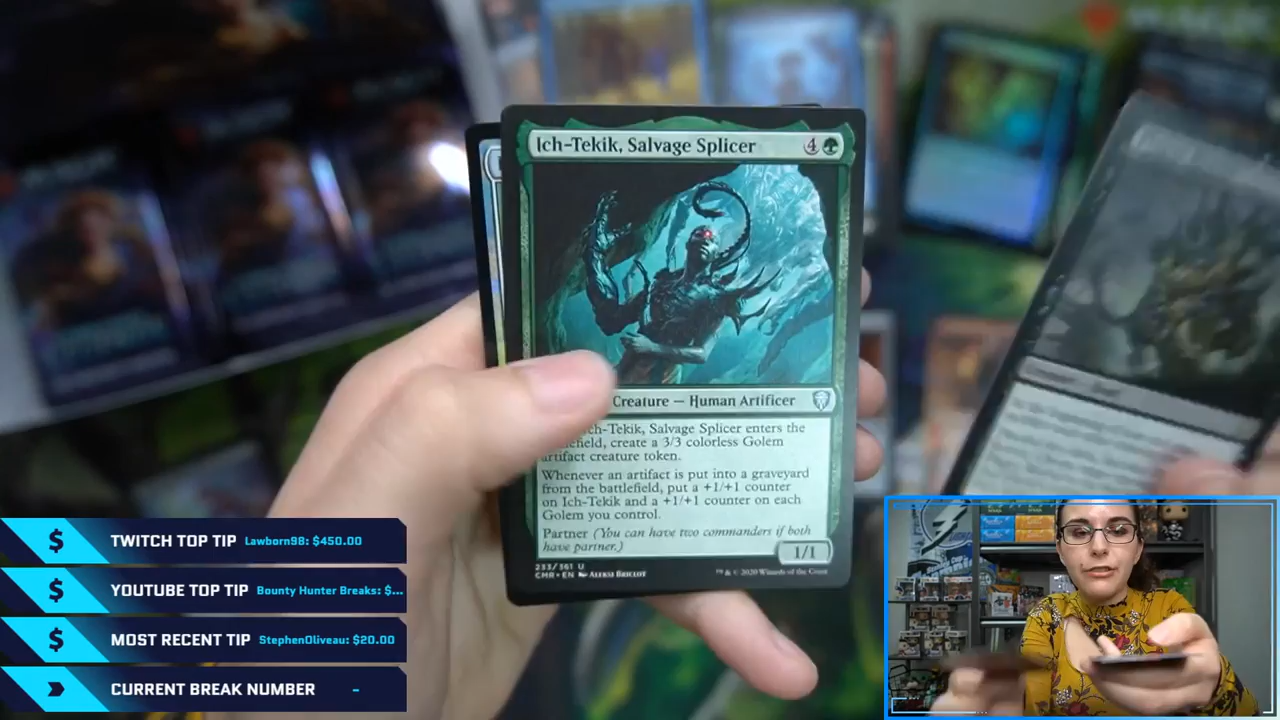 Ich-Tekik, Salvage Splicer 4
Creature — Human Artificer
ch-Tekik, Salvage Splicer enters the
efield, create a 3/3 colorless Golem
artifact creature token.
Whenever an artifact is put into a graveyard
from the battlefield, put a +1/+1 counter
on Ich-Tekik and a +1/+1 counter on each
Golem you control.
Partner (You can have two commanders if both
have partner.)
1/1
233/361 U
CMR • EN Aleksi Briclot
™ & © 2020 Wizards of the Coast
$ TWITCH TOP TIP Lawborn98: $450.00
$ YOUTUBE TOP TIP Bounty Hunter Breaks: $...
$ MOST RECENT TIP StephenOliveau: $20.00
CURRENT BREAK NUMBER -